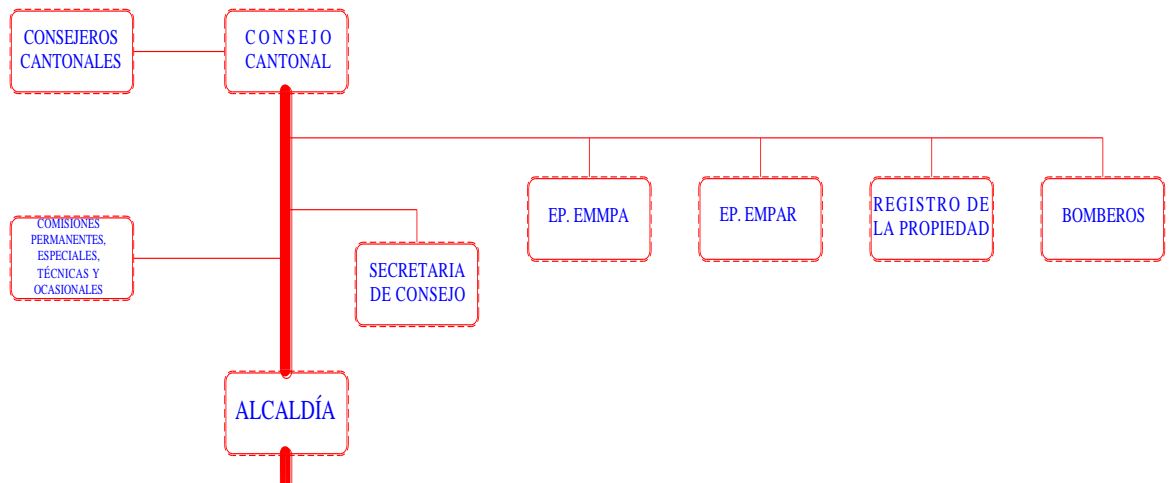 CONSEJEROS
CANTONALES
CONSEJO
CANTONAL
EP. EMMPA
EP. EMPAR
REGISTRO DE
LA PROPIEDAD
BOMBEROS
COMISIONES
PERMANENTES,
ESPECIALES,
TÉCNICAS Y
OCASIONALES
SECRETARIA
DE CONSEJO
ALCALDÍA